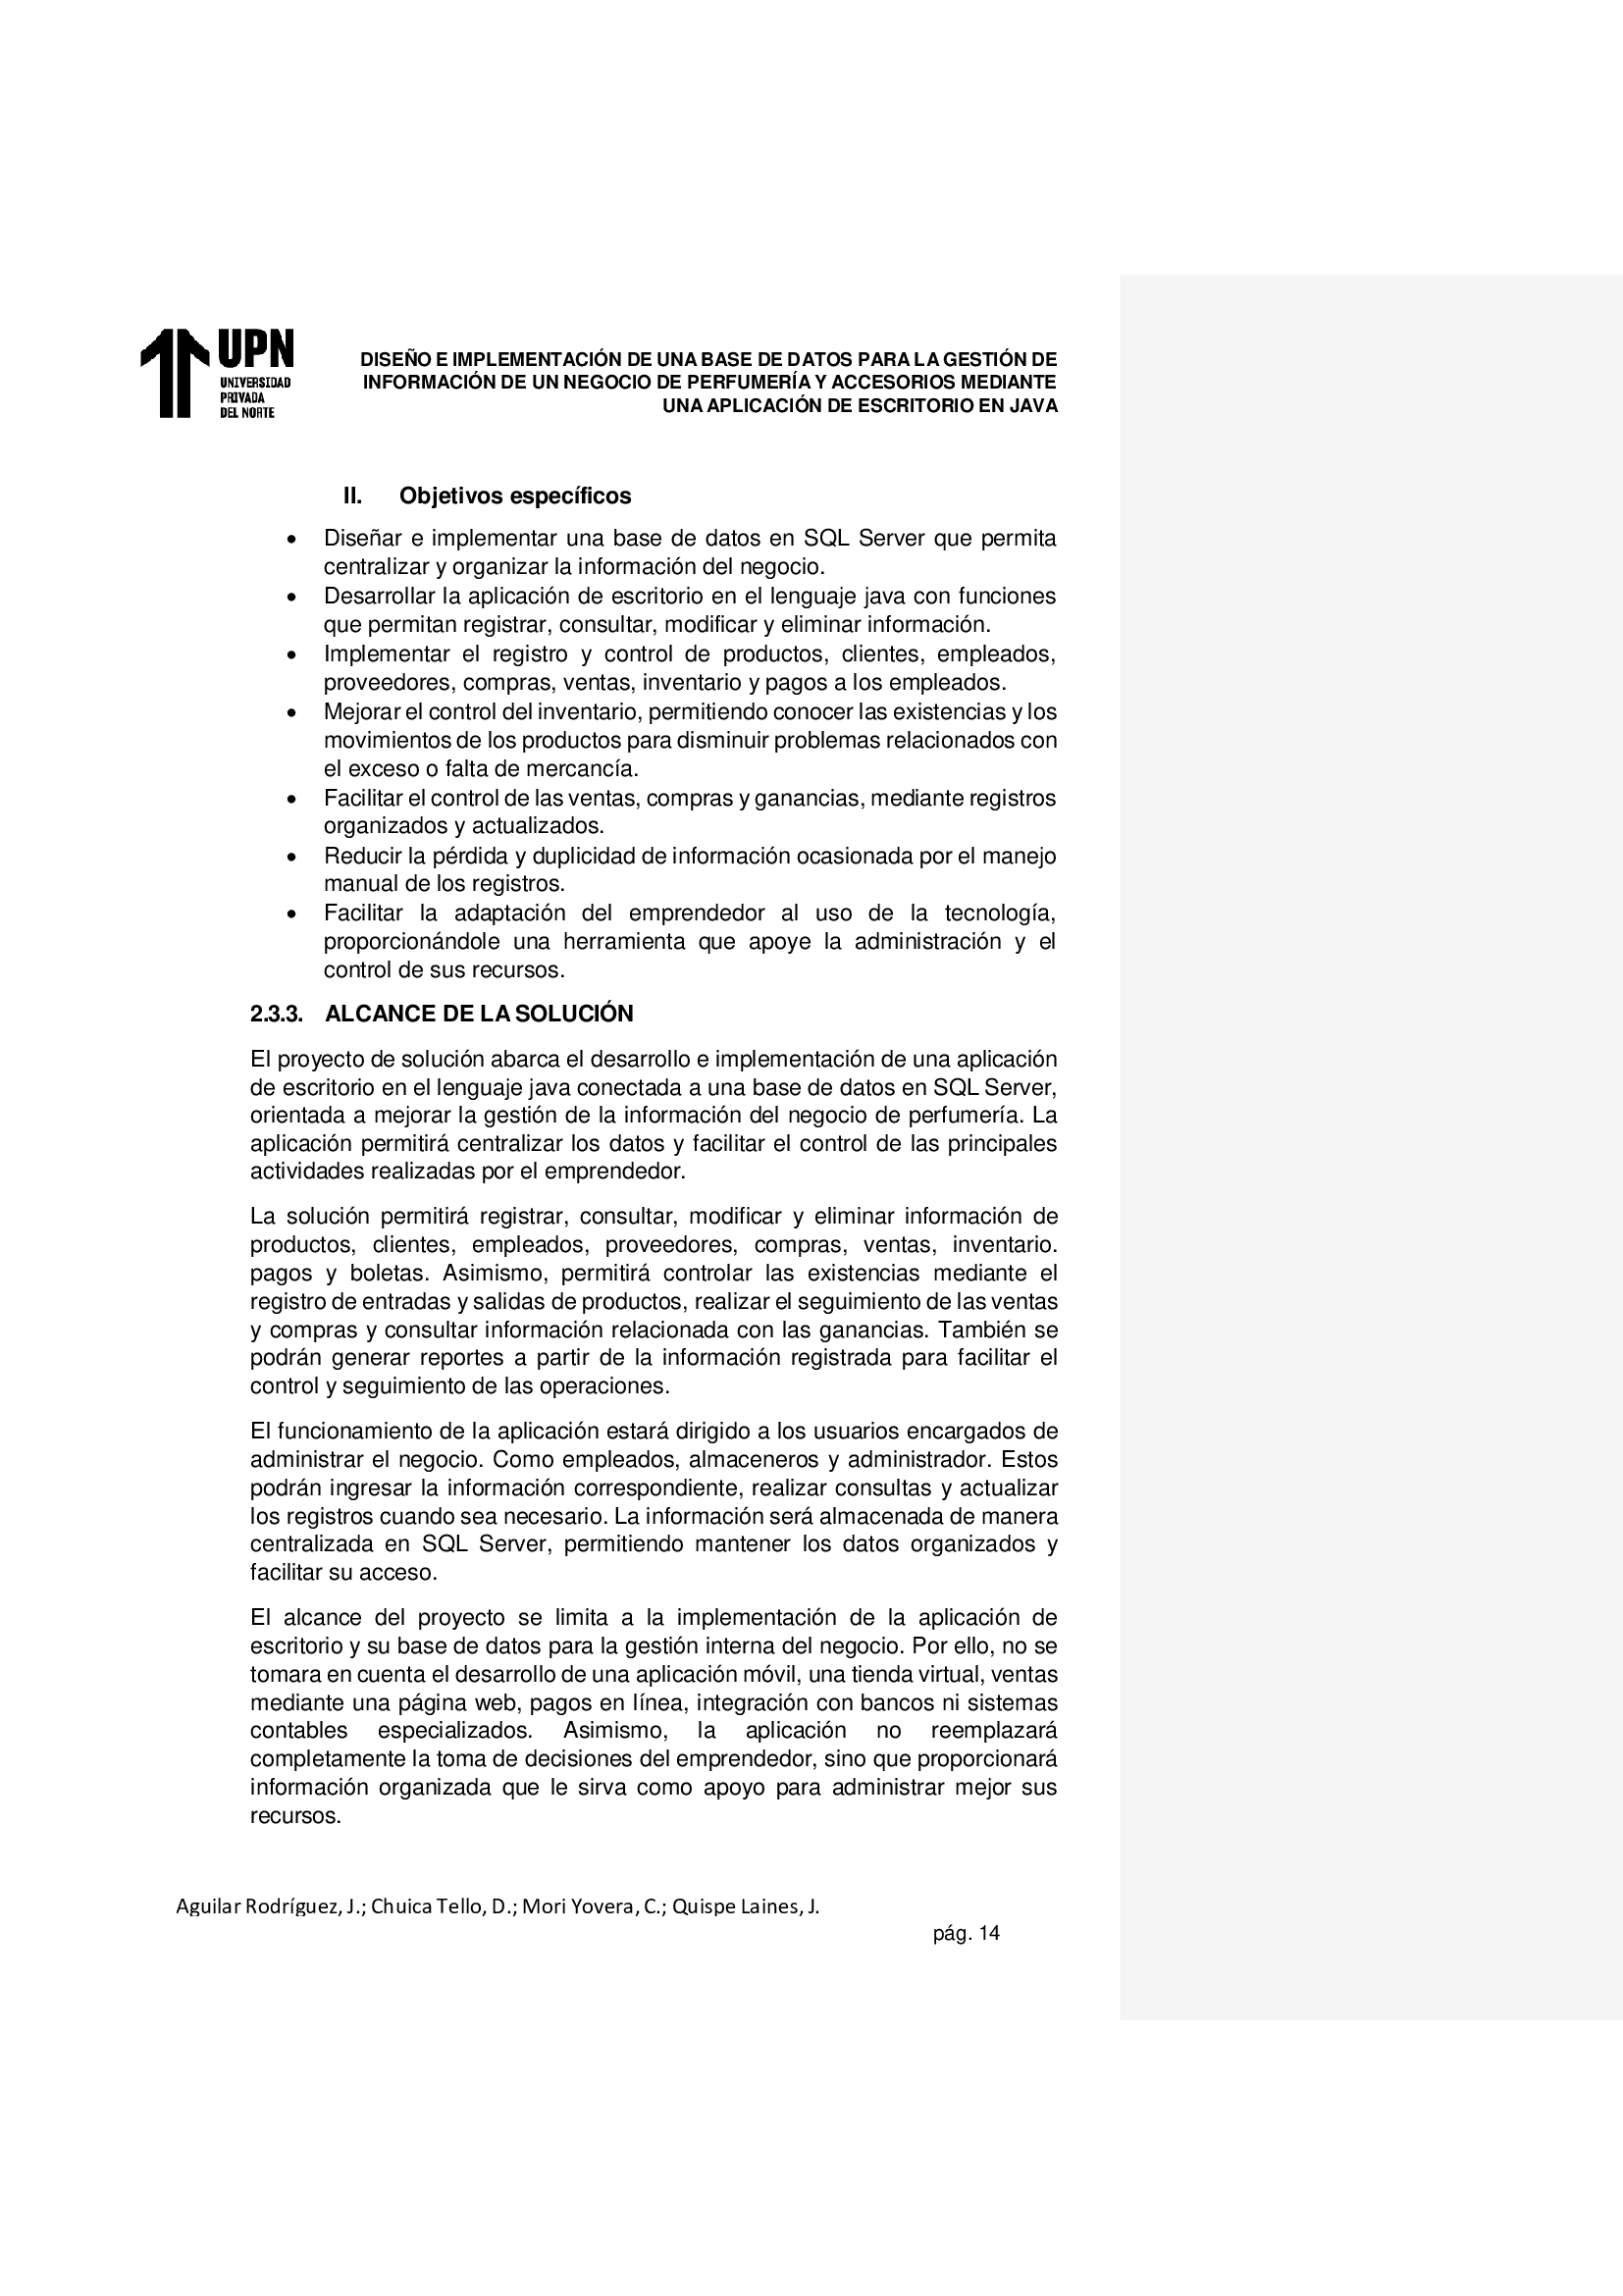 UPN
UNIVERSIDAD
PRIVADA
DEL NORTE
DISEÑO E IMPLEMENTACIÓN DE UNA BASE DE DATOS PARA LA GESTIÓN DE
INFORMACIÓN DE UN NEGOCIO DE PERFUMERÍA Y ACCESORIOS MEDIANTE
UNA APLICACIÓN DE ESCRITORIO EN JAVA
II. Objetivos específicos
• Diseñar e implementar una base de datos en SQL Server que permita
centralizar y organizar la información del negocio.
• Desarrollar la aplicación de escritorio en el lenguaje java con funciones
que permitan registrar, consultar, modificar y eliminar información.
• Implementar el registro y control de productos, clientes, empleados,
proveedores, compras, ventas, inventario y pagos a los empleados.
• Mejorar el control del inventario, permitiendo conocer las existencias y los
movimientos de los productos para disminuir problemas relacionados con
el exceso o falta de mercancía.
• Facilitar el control de las ventas, compras y ganancias, mediante registros
organizados y actualizados.
• Reducir la pérdida y duplicidad de información ocasionada por el manejo
manual de los registros.
• Facilitar la adaptación del emprendedor al uso de la tecnología,
proporcionándole una herramienta que apoye la administración y el
control de sus recursos.
2.3.3. ALCANCE DE LA SOLUCIÓN
El proyecto de solución abarca el desarrollo e implementación de una aplicación
de escritorio en el lenguaje java conectada a una base de datos en SQL Server,
orientada a mejorar la gestión de la información del negocio de perfumería. La
aplicación permitirá centralizar los datos y facilitar el control de las principales
actividades realizadas por el emprendedor.
La solución permitirá registrar, consultar, modificar y eliminar información de
productos, clientes, empleados, proveedores, compras, ventas, inventario.
pagos y boletas. Asimismo, permitirá controlar las existencias mediante el
registro de entradas y salidas de productos, realizar el seguimiento de las ventas
y compras y consultar información relacionada con las ganancias. También se
podrán generar reportes a partir de la información registrada para facilitar el
control y seguimiento de las operaciones.
El funcionamiento de la aplicación estará dirigido a los usuarios encargados de
administrar el negocio. Como empleados, almaceneros y administrador. Estos
podrán ingresar la información correspondiente, realizar consultas y actualizar
los registros cuando sea necesario. La información será almacenada de manera
centralizada en SQL Server, permitiendo mantener los datos organizados y
facilitar su acceso.
El alcance del proyecto se limita a la implementación de la aplicación de
escritorio y su base de datos para la gestión interna del negocio. Por ello, no se
tomara en cuenta el desarrollo de una aplicación móvil, una tienda virtual, ventas
mediante una página web, pagos en línea, integración con bancos ni sistemas
contables especializados. Asimismo, la aplicación no reemplazará
completamente la toma de decisiones del emprendedor, sino que proporcionará
información organizada que le sirva como apoyo para administrar mejor sus
recursos.
Aguilar Rodríguez, J.; Chuica Tello, D.; Mori Yovera, C.; Quispe Laines, J.
pág. 14